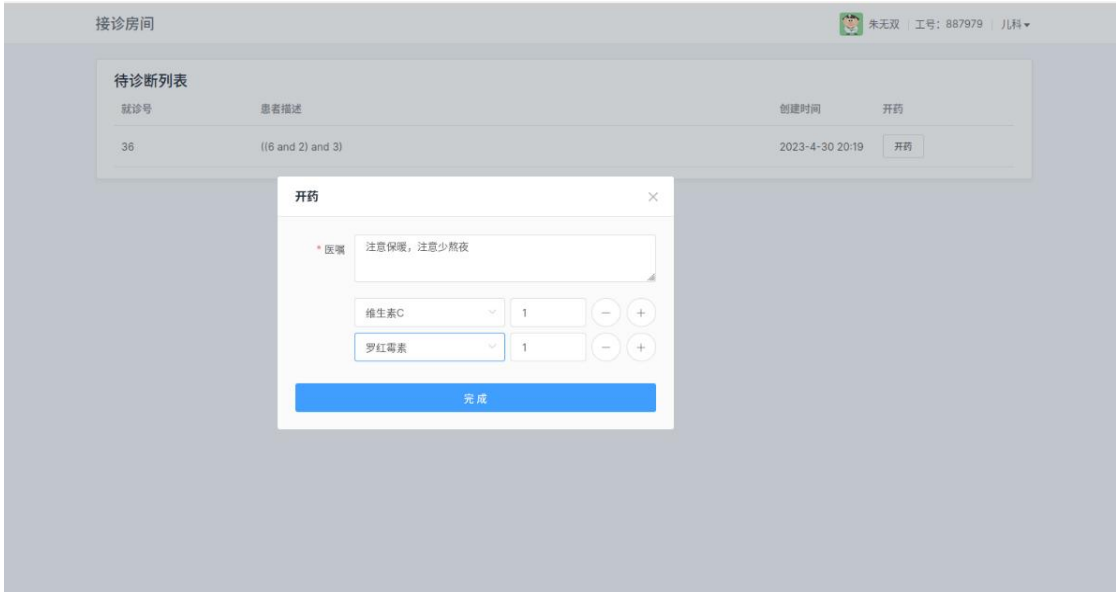 接诊房间
朱无双 工号：887979 儿科
待诊断列表
就诊号 患者描述 创建时间 开药
36 ((6 and 2) and 3) 2023-4-30 20:19 开药
开药
* 医嘱 注意保暖，注意少熬夜
维生素C 1
罗红霉素 1
完成